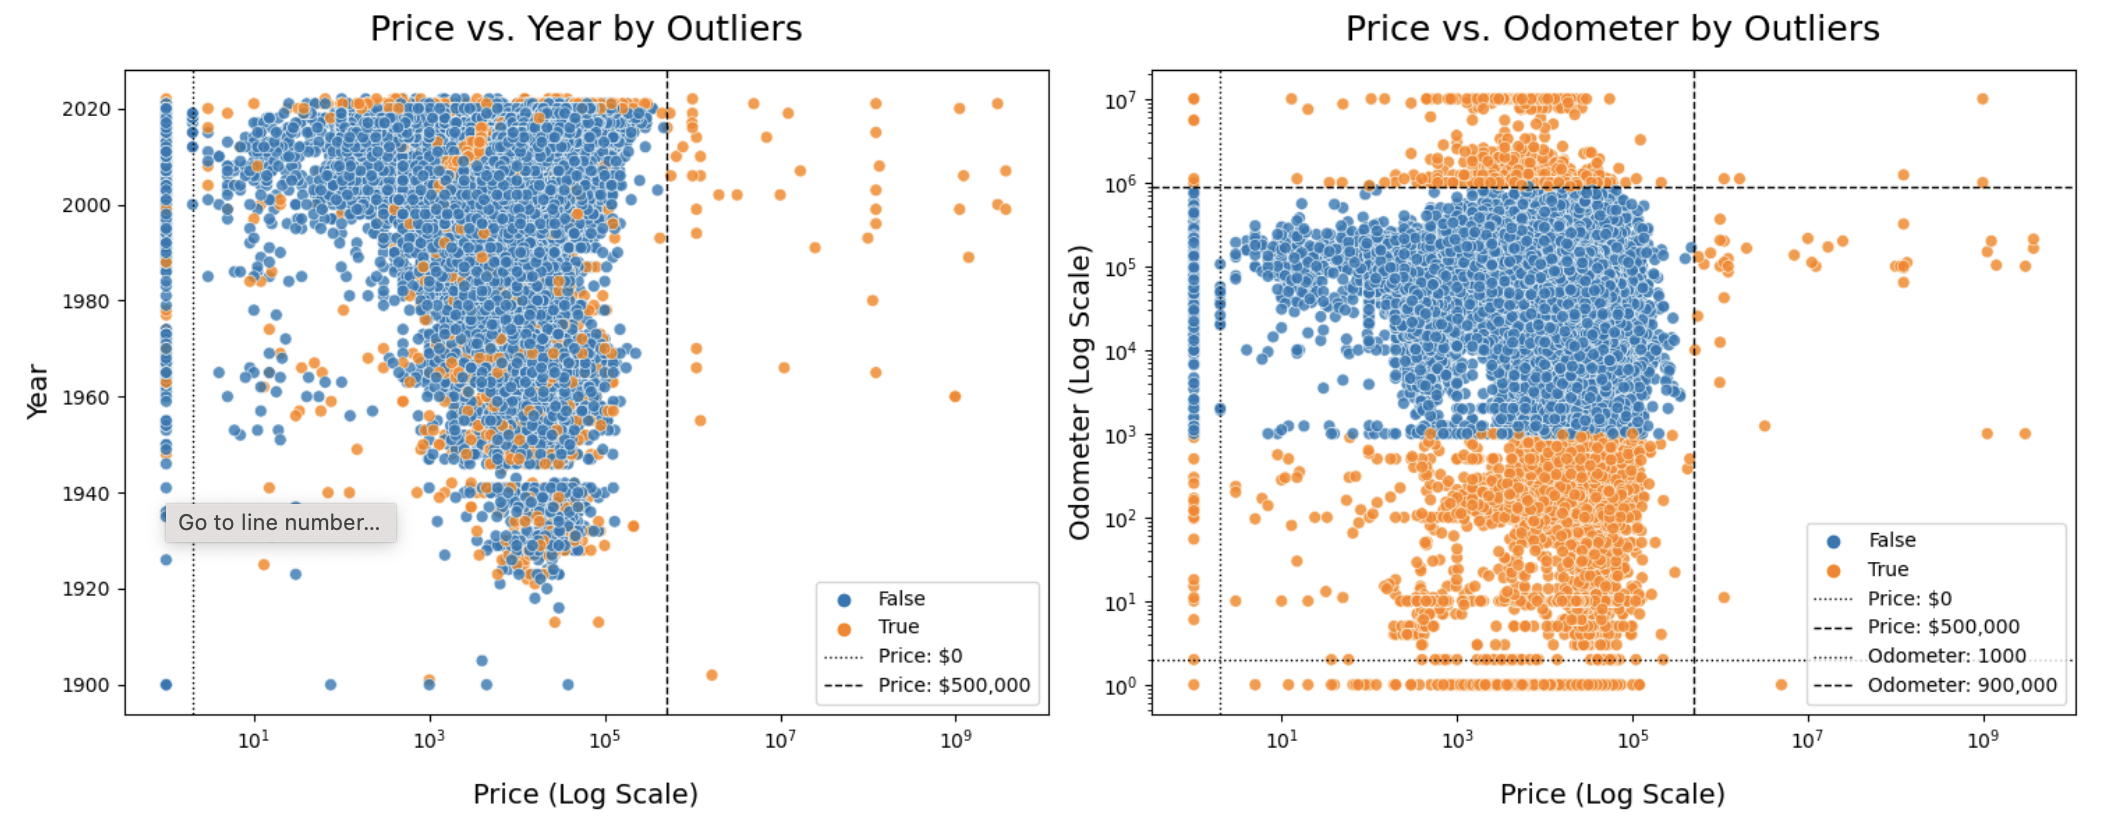 Price vs. Year by Outliers
2020
2000
1980
1960
1940
1920
1900
Year
Go to line number...
False
True
Price: $0
Price: $500,000
10¹
10³
10⁵
10⁷
10⁹
Price (Log Scale)
Price vs. Odometer by Outliers
10⁷
10⁶
10⁵
10⁴
10³
10²
10¹
10⁰
Odometer (Log Scale)
False
True
Price: $0
Price: $500,000
Odometer: 1000
Odometer: 900,000
10¹
10³
10⁵
10⁷
10⁹
Price (Log Scale)